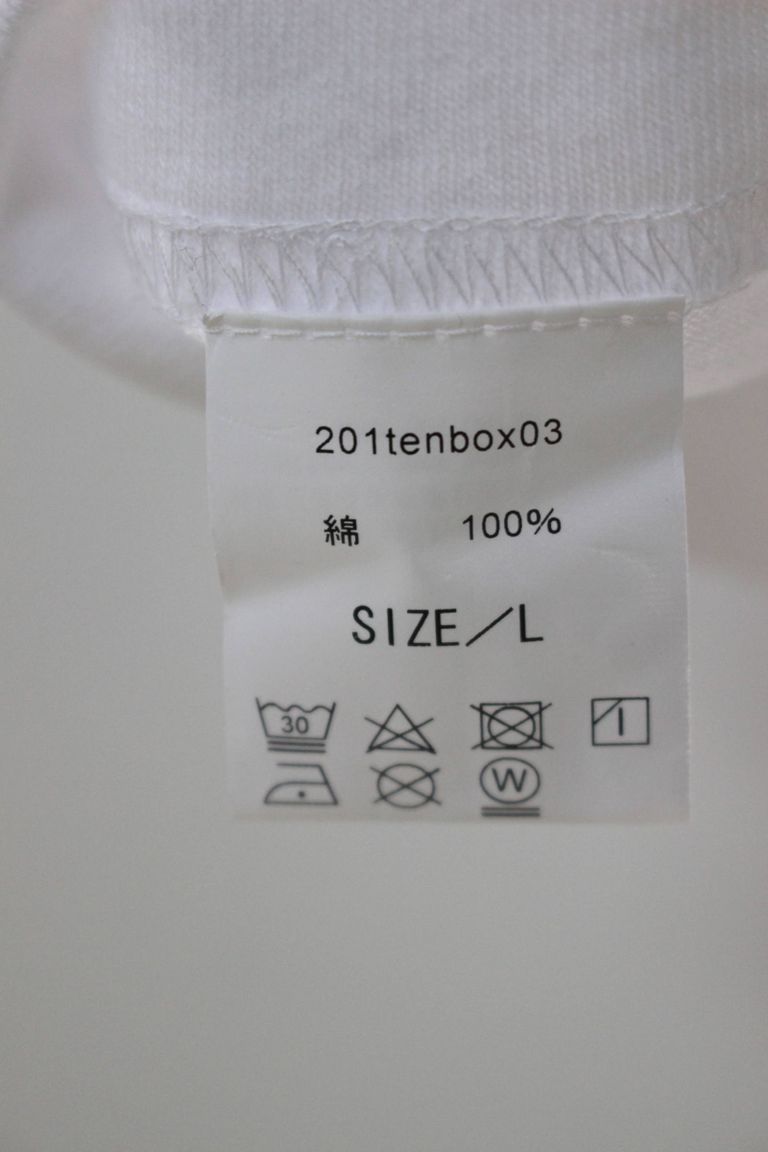 201tenbox03
綿 100%
SIZE／L
30
W